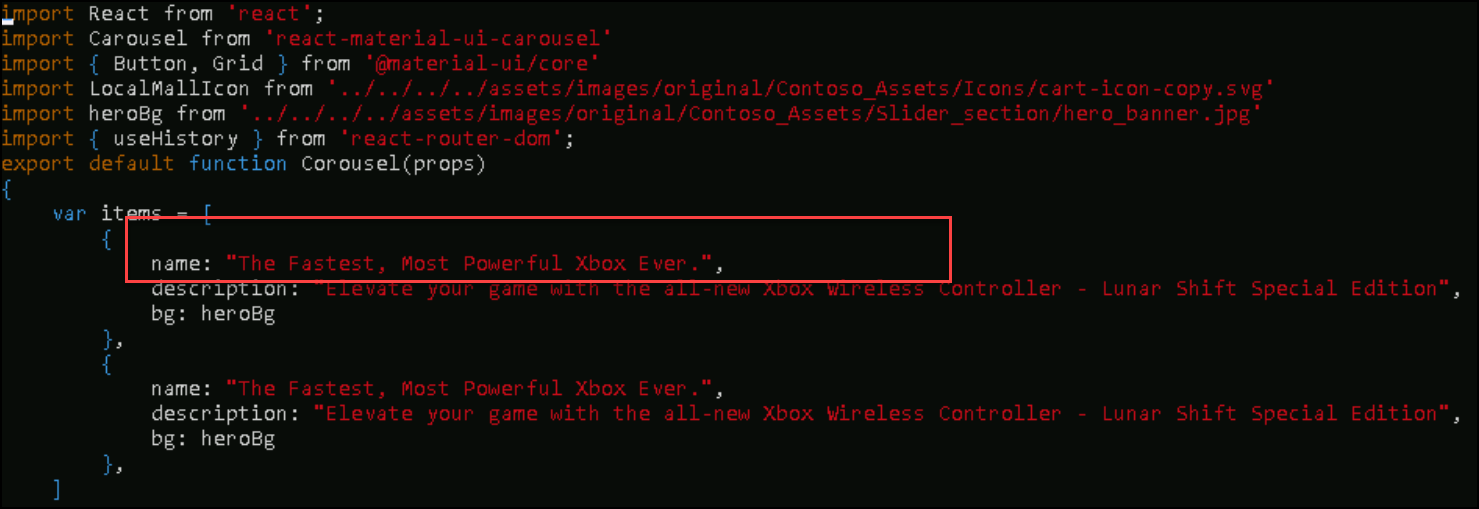 import React from 'react';
import Carousel from 'react-material-ui-carousel'
import { Button, Grid } from '@material-ui/core'
import LocalMallIcon from '../../../../assets/images/original/Contoso_Assets/Icons/cart-icon-copy.svg'
import heroBg from '../../../../assets/images/original/Contoso_Assets/Slider_section/hero_banner.jpg'
import { useHistory } from 'react-router-dom';
export default function Corousel(props)
{
    var items = [
        {
            name: "The Fastest, Most Powerful Xbox Ever.",
            description: "Elevate your game with the all-new Xbox Wireless Controller - Lunar Shift Special Edition",
            bg: heroBg
        },
        {
            name: "The Fastest, Most Powerful Xbox Ever.",
            description: "Elevate your game with the all-new Xbox Wireless Controller - Lunar Shift Special Edition",
            bg: heroBg
        },
    ]